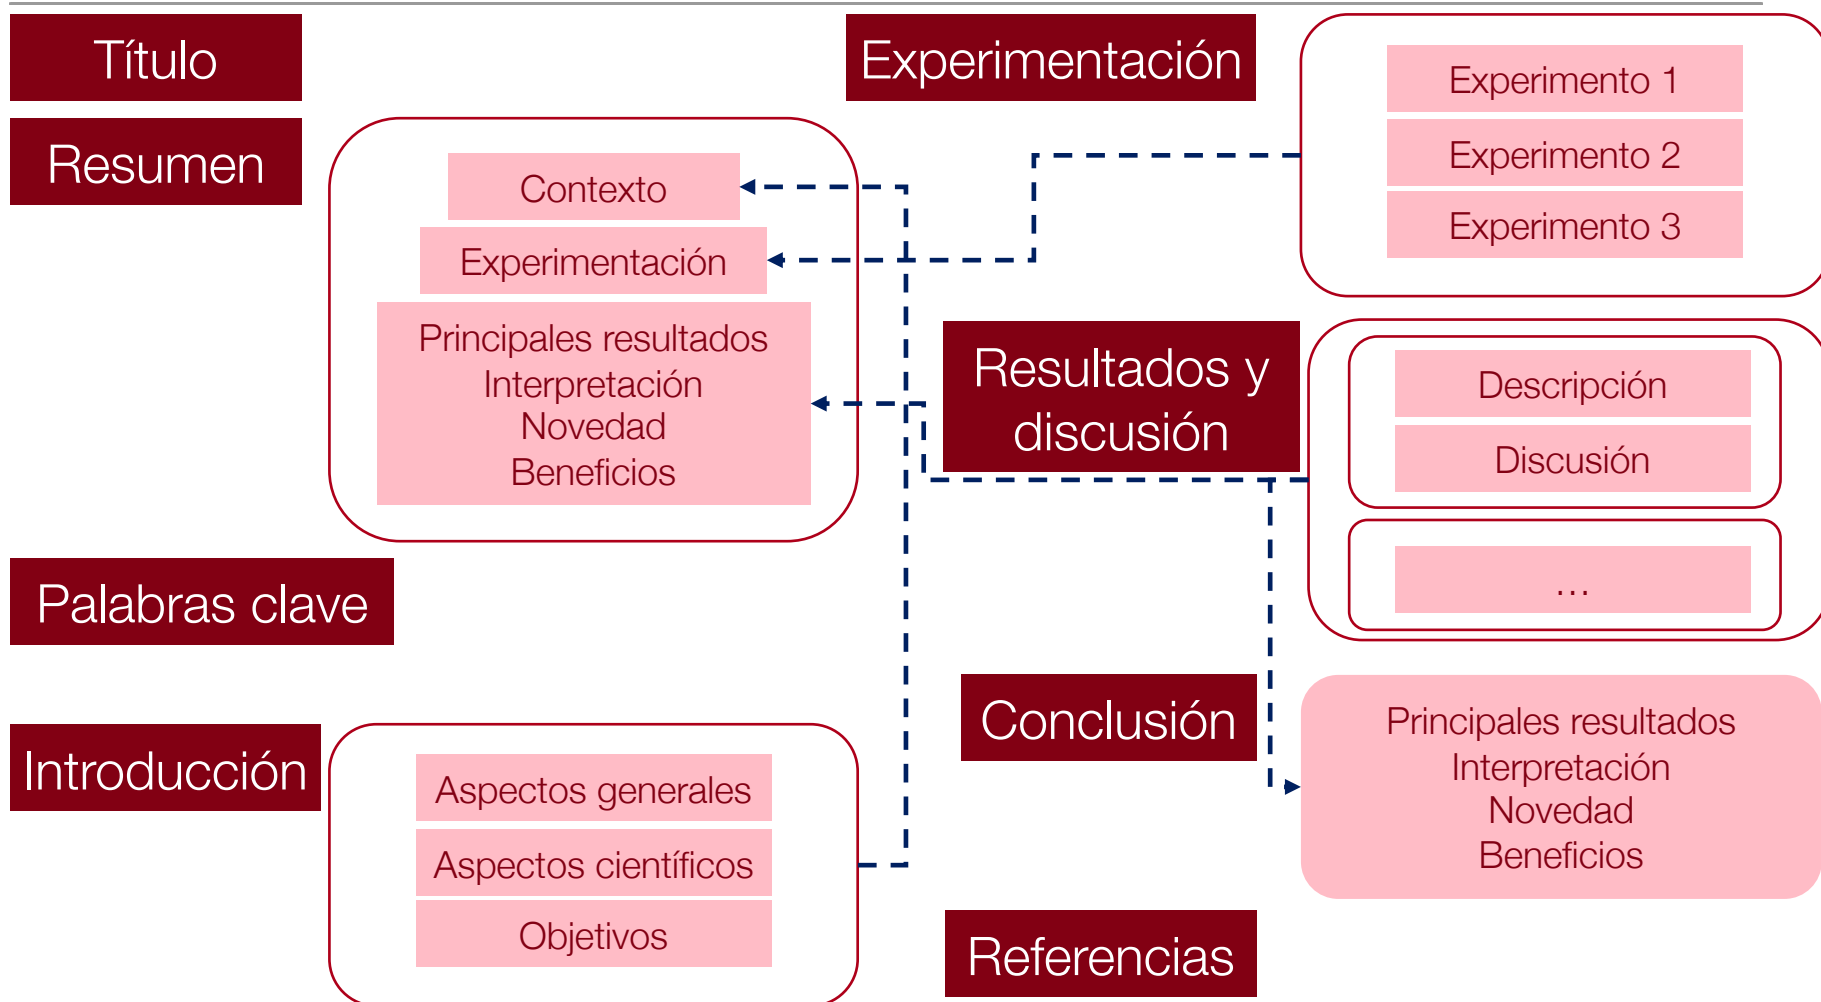 Título
Resumen
Contexto
Experimentación
Principales resultados
Interpretación
Novedad
Beneficios
Palabras clave
Introducción
Aspectos generales
Aspectos científicos
Objetivos
Experimentación
Experimento 1
Experimento 2
Experimento 3
Resultados y
discusión
Descripción
Discusión
...
Conclusión
Principales resultados
Interpretación
Novedad
Beneficios
Referencias